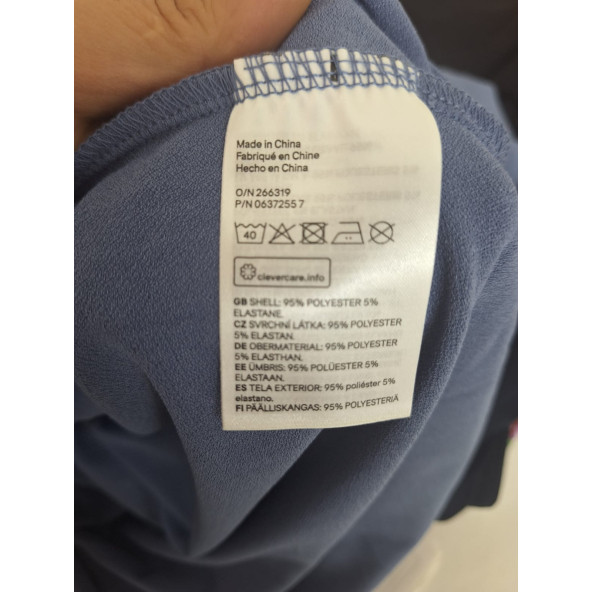 Made in China
Fabriqué en Chine
Hecho en China
O/N 266319
P/N 0637255 7
40
clevercare.info
GB SHELL: 95% POLYESTER 5%
ELASTANE.
CZ SVRCHNÍ LÁTKA: 95% POLYESTER
5% ELASTAN.
DE OBERMATERIAL: 95% POLYESTER
5% ELASTHAN.
EE ÜMBRIS: 95% POLÜESTER 5%
ELASTAAN.
ES TELA EXTERIOR: 95% poliéster 5%
elastano.
FI PÄÄLLISKANGAS: 95% POLYESTERIÄ